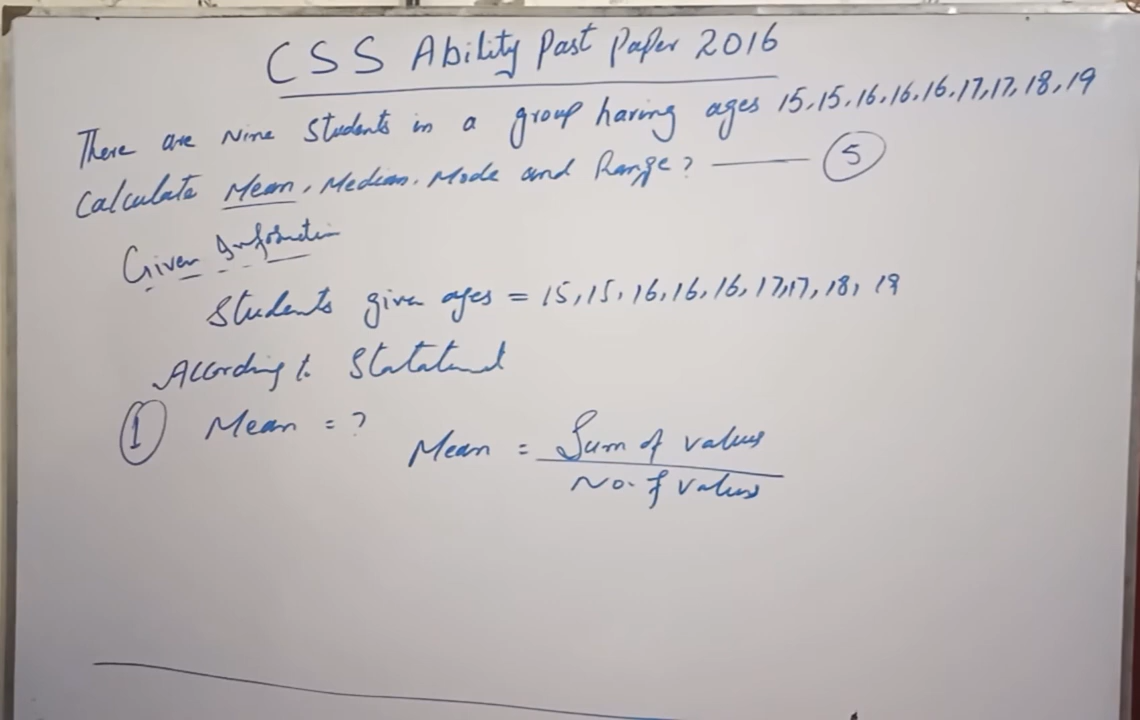 CSS Ability Past Paper 2016
There are Nine Students in a group having ages 15,15,16,16,16,17,17,18,19
Calculate Mean, Median, Mode and Range? —— 5
Given Information
Students given ages = 15,15,16,16,16,17,17,18,19
According to Statement
1 Mean = ?
Mean = Sum of values
No. of values